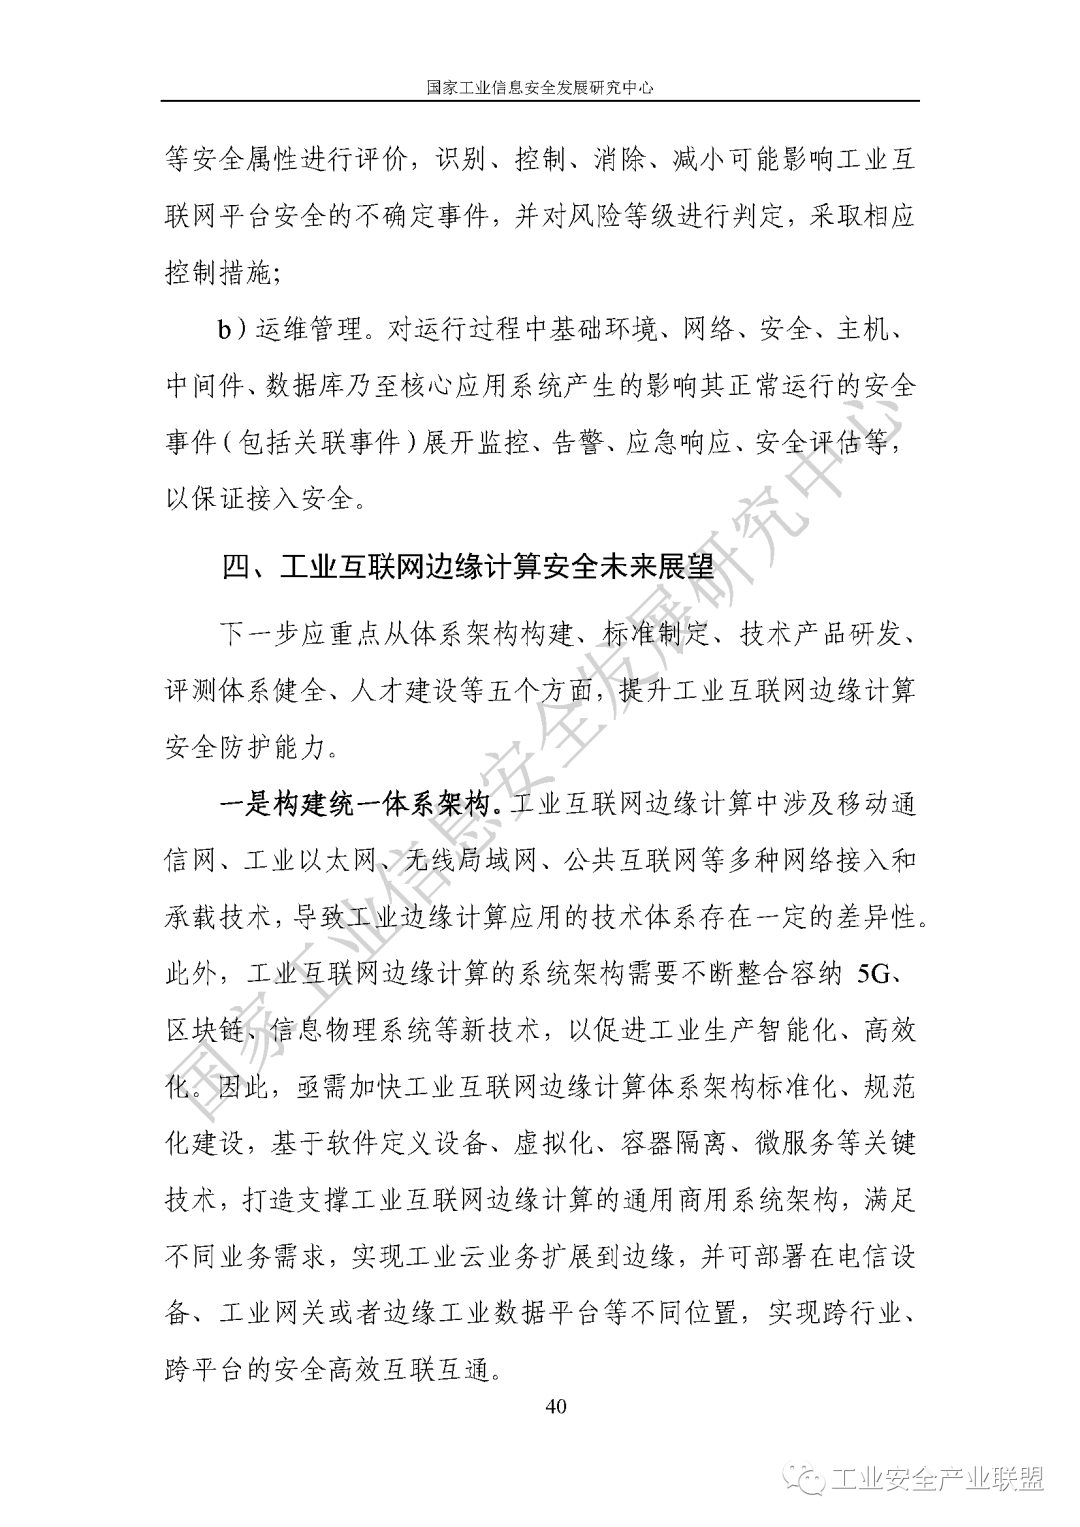 国家工业信息安全发展研究中心
等安全属性进行评价，识别、控制、消除、减小可能影响工业互
联网平台安全的不确定事件，并对风险等级进行判定，采取相应
控制措施；
b）运维管理。对运行过程中基础环境、网络、安全、主机、
中间件、数据库乃至核心应用系统产生的影响其正常运行的安全
事件（包括关联事件）展开监控、告警、应急响应、安全评估等，
以保证接入安全。
四、工业互联网边缘计算安全未来展望
下一步应重点从体系架构构建、标准制定、技术产品研发、
评测体系健全、人才建设等五个方面，提升工业互联网边缘计算
安全防护能力。
一是构建统一体系架构。工业互联网边缘计算中涉及移动通
信网、工业以太网、无线局域网、公共互联网等多种网络接入和
承载技术，导致工业边缘计算应用的技术体系存在一定的差异性。
此外，工业互联网边缘计算的系统架构需要不断整合容纳 5G、
区块链、信息物理系统等新技术，以促进工业生产智能化、高效
化。因此，亟需加快工业互联网边缘计算体系架构标准化、规范
化建设，基于软件定义设备、虚拟化、容器隔离、微服务等关键
技术，打造支撑工业互联网边缘计算的通用商用系统架构，满足
不同业务需求，实现工业云业务扩展到边缘，并可部署在电信设
备、工业网关或者边缘工业数据平台等不同位置，实现跨行业、
跨平台的安全高效互联互通。
40
国家工业信息安全发展研究中心
工业安全产业联盟